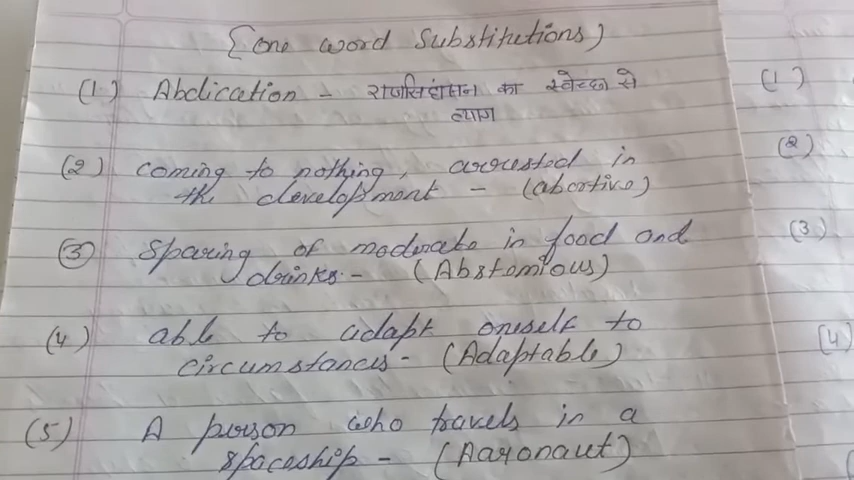 {one word Substitutions)
(1) Abdication - राजसिंहासन का स्वेच्छा से
त्याग
(2) coming to nothing, arrested in
the development - (abortive)
(3) Sparing of moderate in food and
drinks - (Abstemious)
(4) able to adapt oneself to
circumstances - (Adaptable)
(5) A person who travels in a
spaceship - (Aaronaut)
(1)
(2)
(3)
(4)